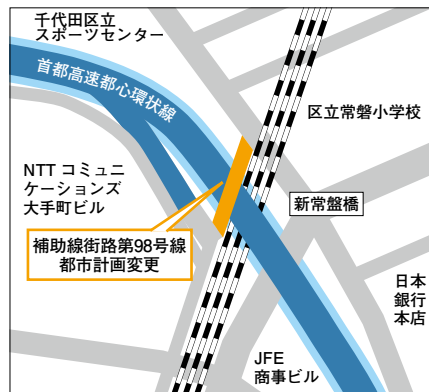 千代田区立
スポーツセンター
首都高速都心環状線
区立常磐小学校
NTT コミュニ
ケーションズ
大手町ビル
新常盤橋
補助線街路第98号線
都市計画変更
日本
銀行
本店
JFE
商事ビル